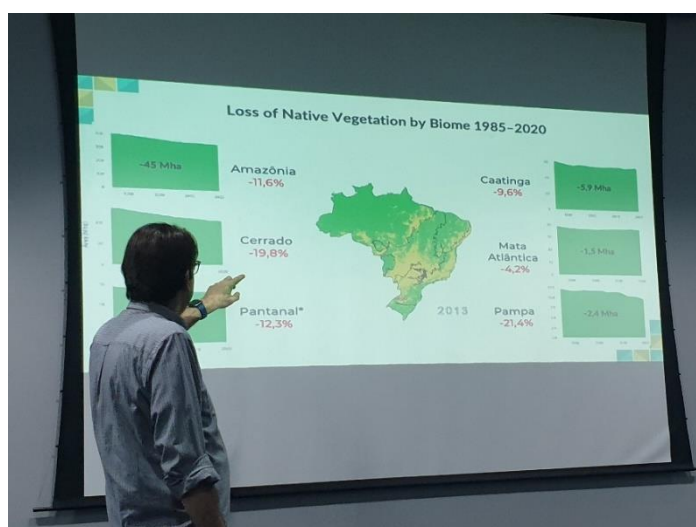 Loss of Native Vegetation by Biome 1985–2020
-45 Mha
Amazônia
-11,6%
Cerrado
-19,8%
Pantanal*
-12,3%
2013
Caatinga
-9,6%
-5,9 Mha
Mata
Atlântica
-4,2%
-1,5 Mha
Pampa
-21,4%
-2,4 Mha